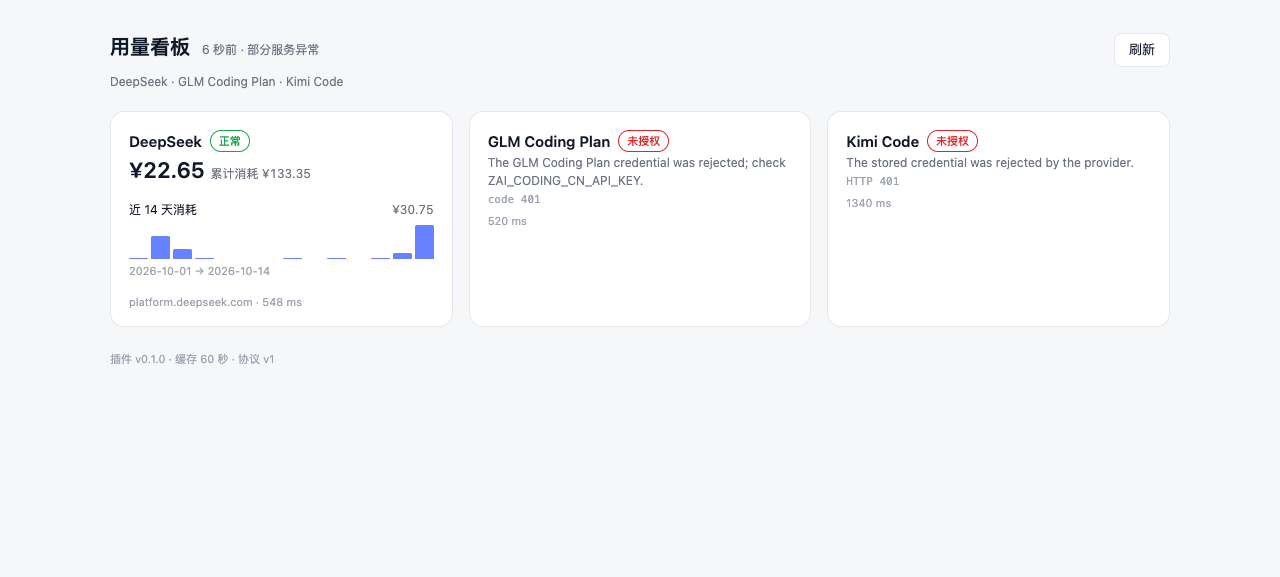 用量看板 6 秒前 · 部分服务异常
刷新
DeepSeek · GLM Coding Plan · Kimi Code
DeepSeek 正常
¥22.65 累计消耗 ¥133.35
近 14 天消耗 ¥30.75
2026-10-01 → 2026-10-14
platform.deepseek.com · 548 ms
GLM Coding Plan 未授权
The GLM Coding Plan credential was rejected; check
ZAI_CODING_CN_API_KEY.
code 401
520 ms
Kimi Code 未授权
The stored credential was rejected by the provider.
HTTP 401
1340 ms
插件 v0.1.0 · 缓存 60 秒 · 协议 v1